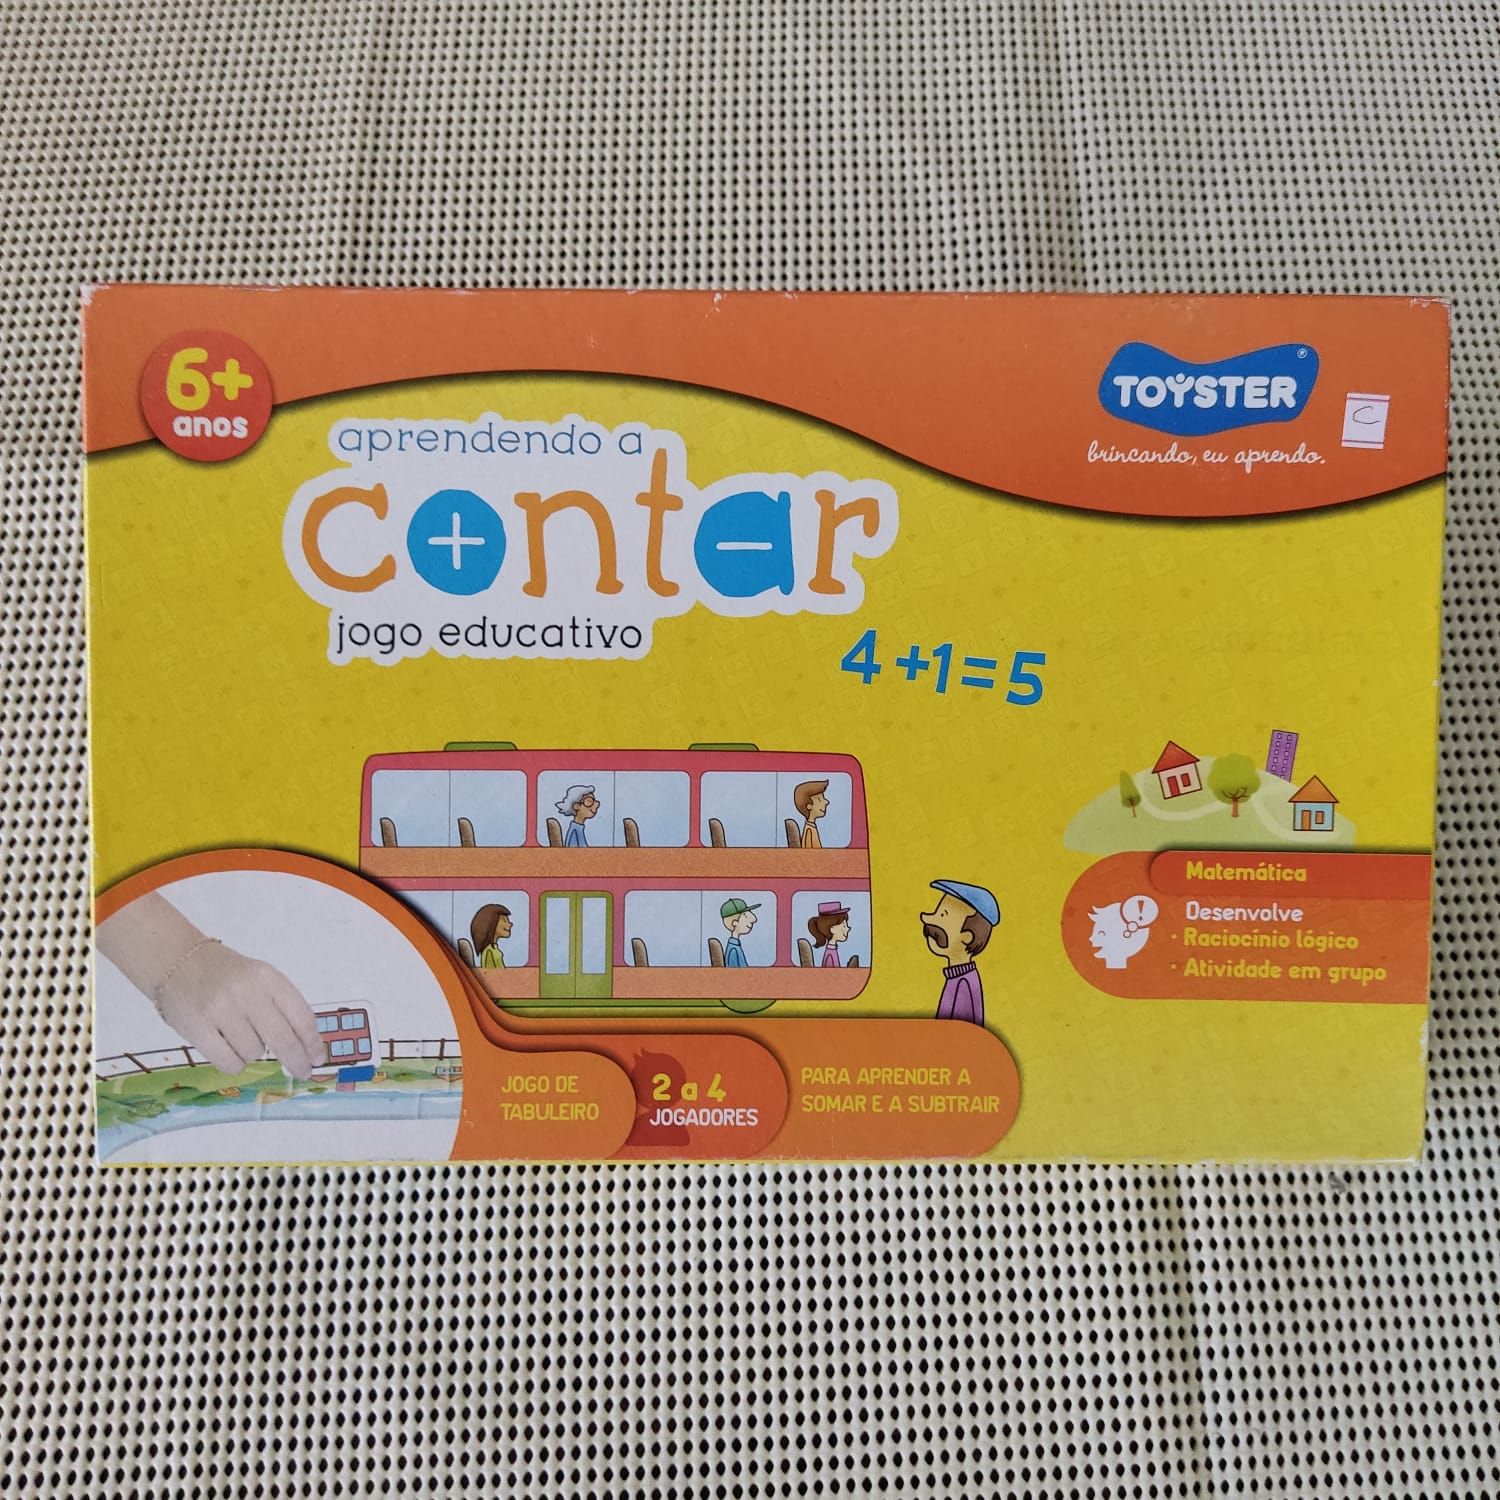 6+
anos
aprendendo a
contar
jogo educativo
TOYSTER®
brincando, eu aprendo.
C
4+1=5
Matemática
Desenvolve
• Raciocínio lógico
• Atividade em grupo
JOGO DE
TABULEIRO
2 a 4
JOGADORES
PARA APRENDER A
SOMAR E A SUBTRAIR